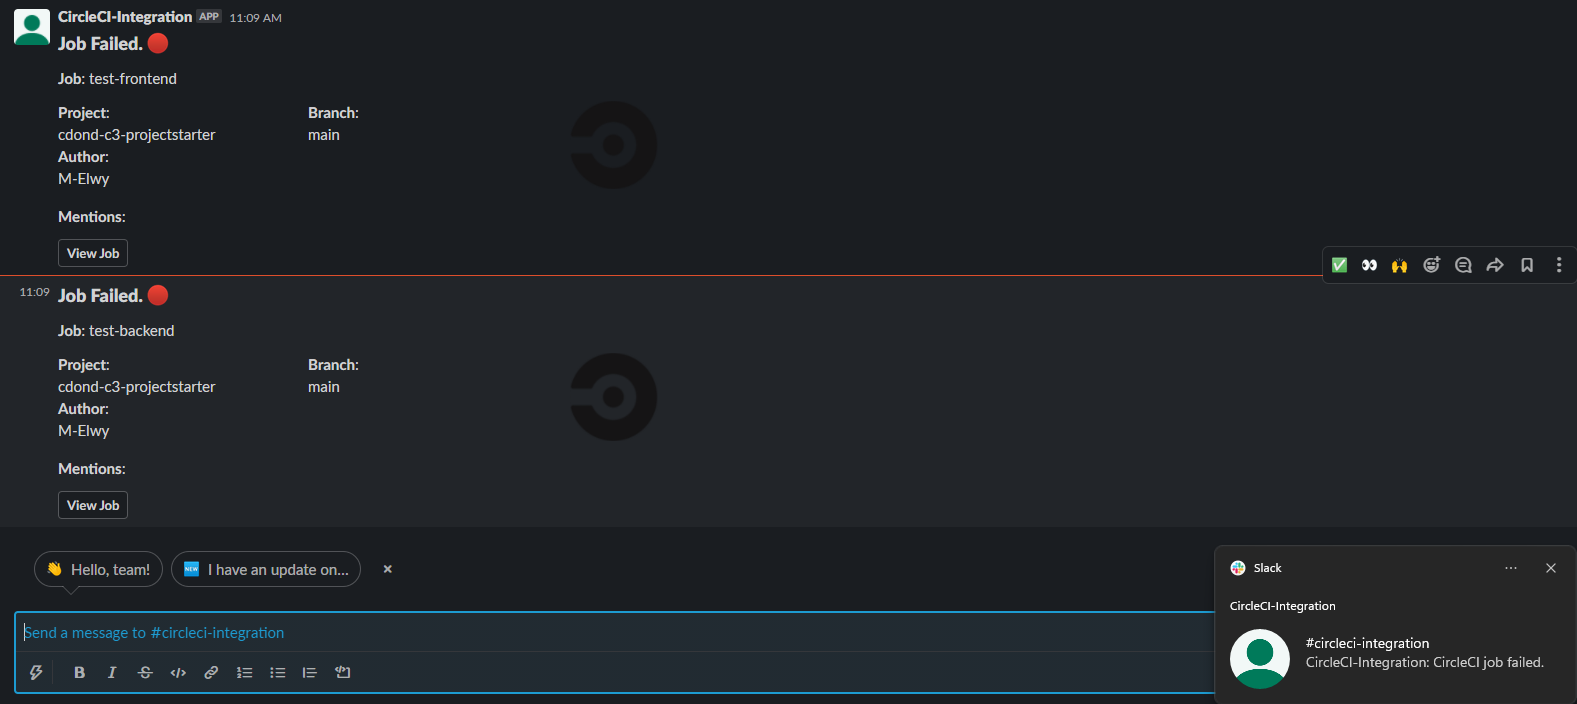 CircleCI-Integration APP 11:09 AM
Job Failed.
Job: test-frontend
Project: Branch:
cdond-c3-projectstarter main
Author:
M-Elwy
Mentions:
View Job
11:09 Job Failed.
Job: test-backend
Project: Branch:
cdond-c3-projectstarter main
Author:
M-Elwy
Mentions:
View Job
Hello, team! NEW I have an update on...
Send a message to #circleci-integration
Slack
CircleCI-Integration
#circleci-integration
CircleCI-Integration: CircleCI job failed.